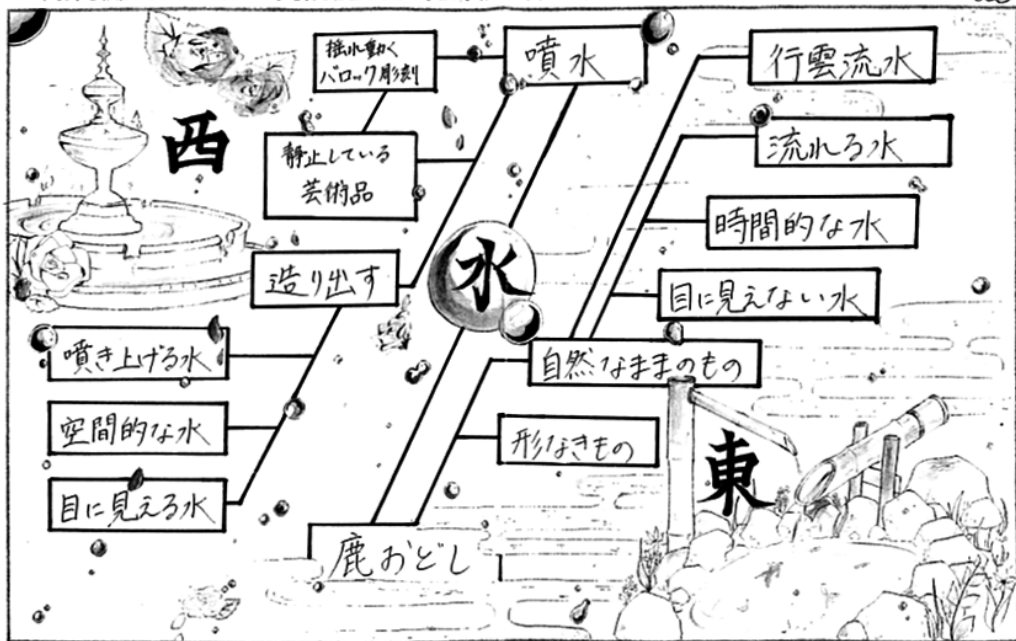 揺れ動く
バロック彫刻
噴水
行雲流水
西
静止している
芸術品
流れる水
時間的な水
水
造り出す
目に見えない水
噴き上げる水
自然なままのもの
空間的な水
形なきもの
東
目に見える水
鹿おどし